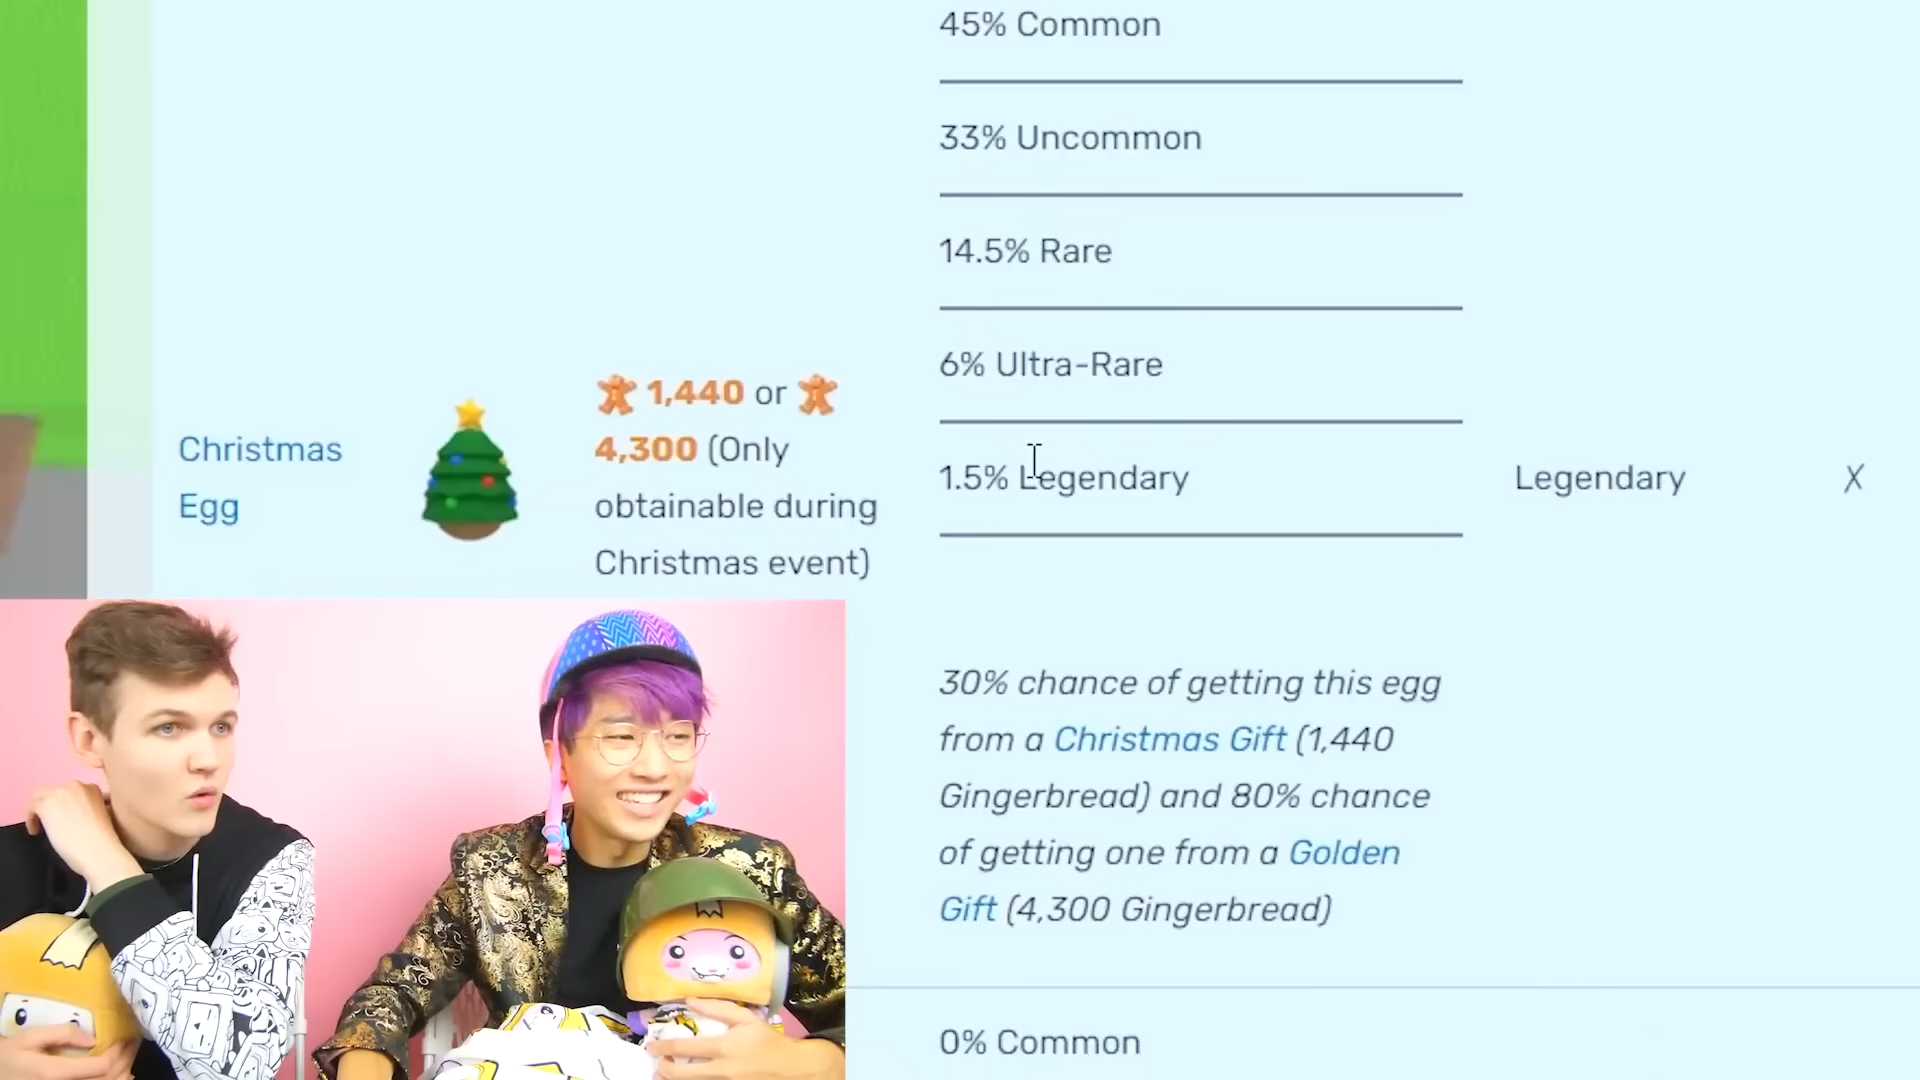 45% Common
33% Uncommon
14.5% Rare
6% Ultra-Rare
Christmas
Egg
1,440 or
4,300 (Only
obtainable during
Christmas event)
1.5% Legendary
Legendary
X
30% chance of getting this egg
from a Christmas Gift (1,440
Gingerbread) and 80% chance
of getting one from a Golden
Gift (4,300 Gingerbread)
0% Common